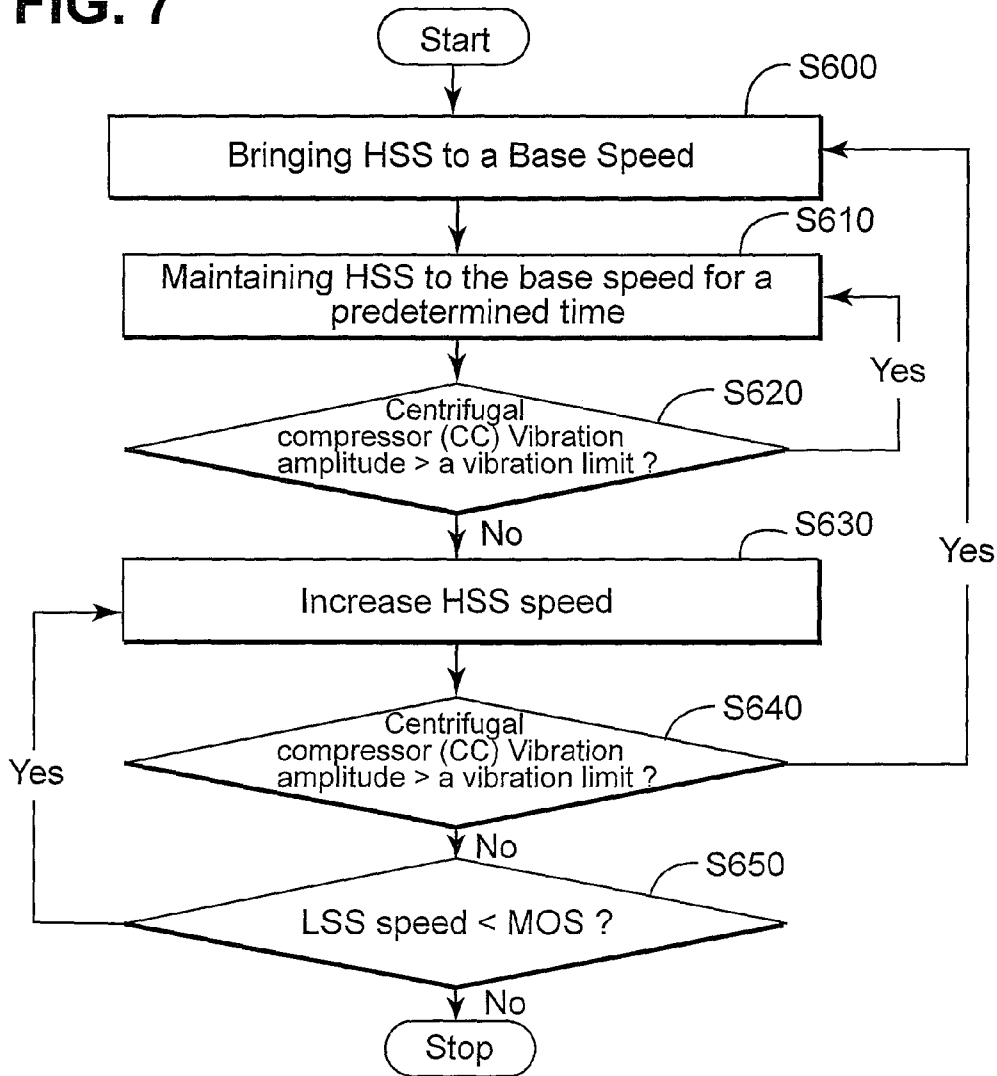 FIG. 7
Start
S600
Bringing HSS to a Base Speed
S610
Maintaining HSS to the base speed for a
predetermined time
Yes
S620
Centrifugal
compressor (CC) Vibration
amplitude > a vibration limit ?
No
S630
Yes
Increase HSS speed
S640
Centrifugal
compressor (CC) Vibration
amplitude > a vibration limit ?
Yes
No
S650
LSS speed < MOS ?
No
Stop